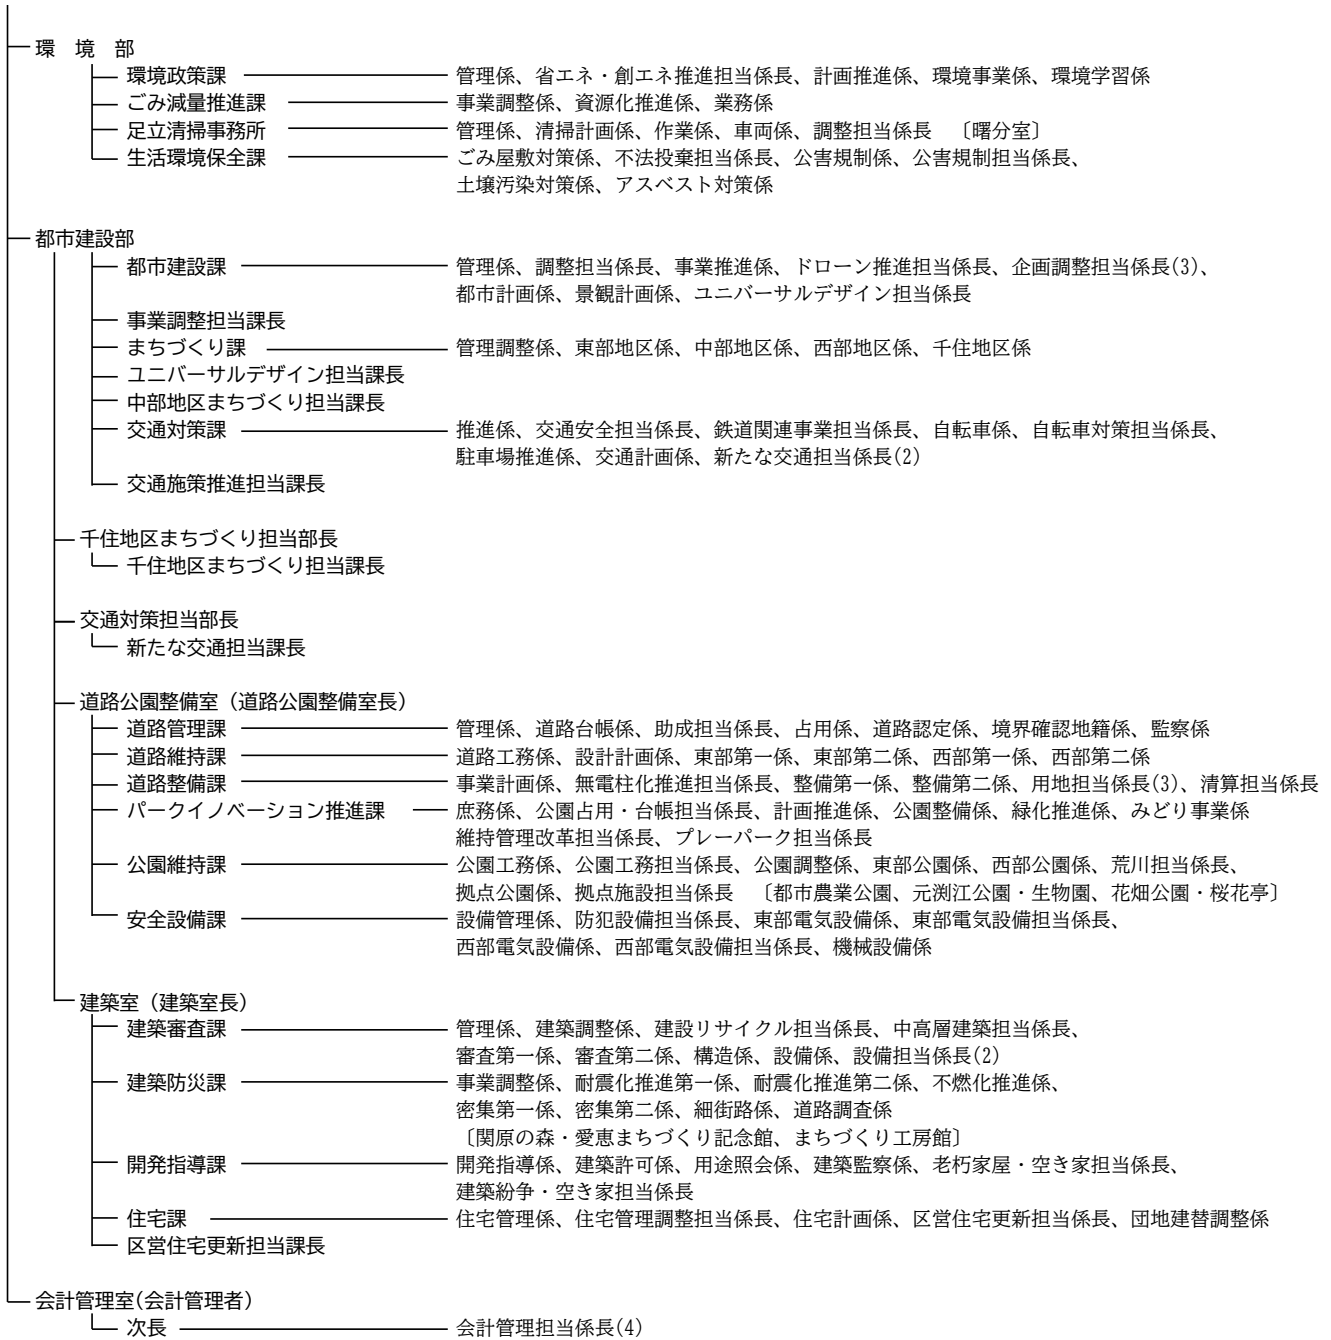 環　境　部
環境政策課　管理係、省エネ・創エネ推進担当係長、計画推進係、環境事業係、環境学習係
ごみ減量推進課　事業調整係、資源化推進係、業務係
足立清掃事務所　管理係、清掃計画係、作業係、車両係、調整担当係長　〔曙分室〕
生活環境保全課　ごみ屋敷対策係、不法投棄担当係長、公害規制係、公害規制担当係長、
土壌汚染対策係、アスベスト対策係
都市建設部
都市建設課　管理係、調整担当係長、事業推進係、ドローン推進担当係長、企画調整担当係長(3)、
都市計画係、景観計画係、ユニバーサルデザイン担当係長
事業調整担当課長
まちづくり課　管理調整係、東部地区係、中部地区係、西部地区係、千住地区係
ユニバーサルデザイン担当課長
中部地区まちづくり担当課長
交通対策課　推進係、交通安全担当係長、鉄道関連事業担当係長、自転車係、自転車対策担当係長、
駐車場推進係、交通計画係、新たな交通担当係長(2)
交通施策推進担当課長
千住地区まちづくり担当部長
千住地区まちづくり担当課長
交通対策担当部長
新たな交通担当課長
道路公園整備室（道路公園整備室長）
道路管理課　管理係、道路台帳係、助成担当係長、占用係、道路認定係、境界確認地籍係、監察係
道路維持課　道路工務係、設計計画係、東部第一係、東部第二係、西部第一係、西部第二係
道路整備課　事業計画係、無電柱化推進担当係長、整備第一係、整備第二係、用地担当係長(3)、清算担当係長
パークイノベーション推進課　庶務係、公園占用・台帳担当係長、計画推進係、公園整備係、緑化推進係、みどり事業係
維持管理改革担当係長、プレーパーク担当係長
公園維持課　公園工務係、公園工務担当係長、公園調整係、東部公園係、西部公園係、荒川担当係長、
拠点公園係、拠点施設担当係長　〔都市農業公園、元渕江公園・生物園、花畑公園・桜花亭〕
安全設備課　設備管理係、防犯設備担当係長、東部電気設備係、東部電気設備担当係長、
西部電気設備係、西部電気設備担当係長、機械設備係
建築室（建築室長）
建築審査課　管理係、建築調整係、建設リサイクル担当係長、中高層建築担当係長、
審査第一係、審査第二係、構造係、設備係、設備担当係長(2)
建築防災課　事業調整係、耐震化推進第一係、耐震化推進第二係、不燃化推進係、
密集第一係、密集第二係、細街路係、道路調査係
〔関原の森・愛恵まちづくり記念館、まちづくり工房館〕
開発指導課　開発指導係、建築許可係、用途照会係、建築監察係、老朽家屋・空き家担当係長、
建築紛争・空き家担当係長
住宅課　住宅管理係、住宅管理調整担当係長、住宅計画係、区営住宅更新担当係長、団地建替調整係
区営住宅更新担当課長
会計管理室(会計管理者)
次長　会計管理担当係長(4)